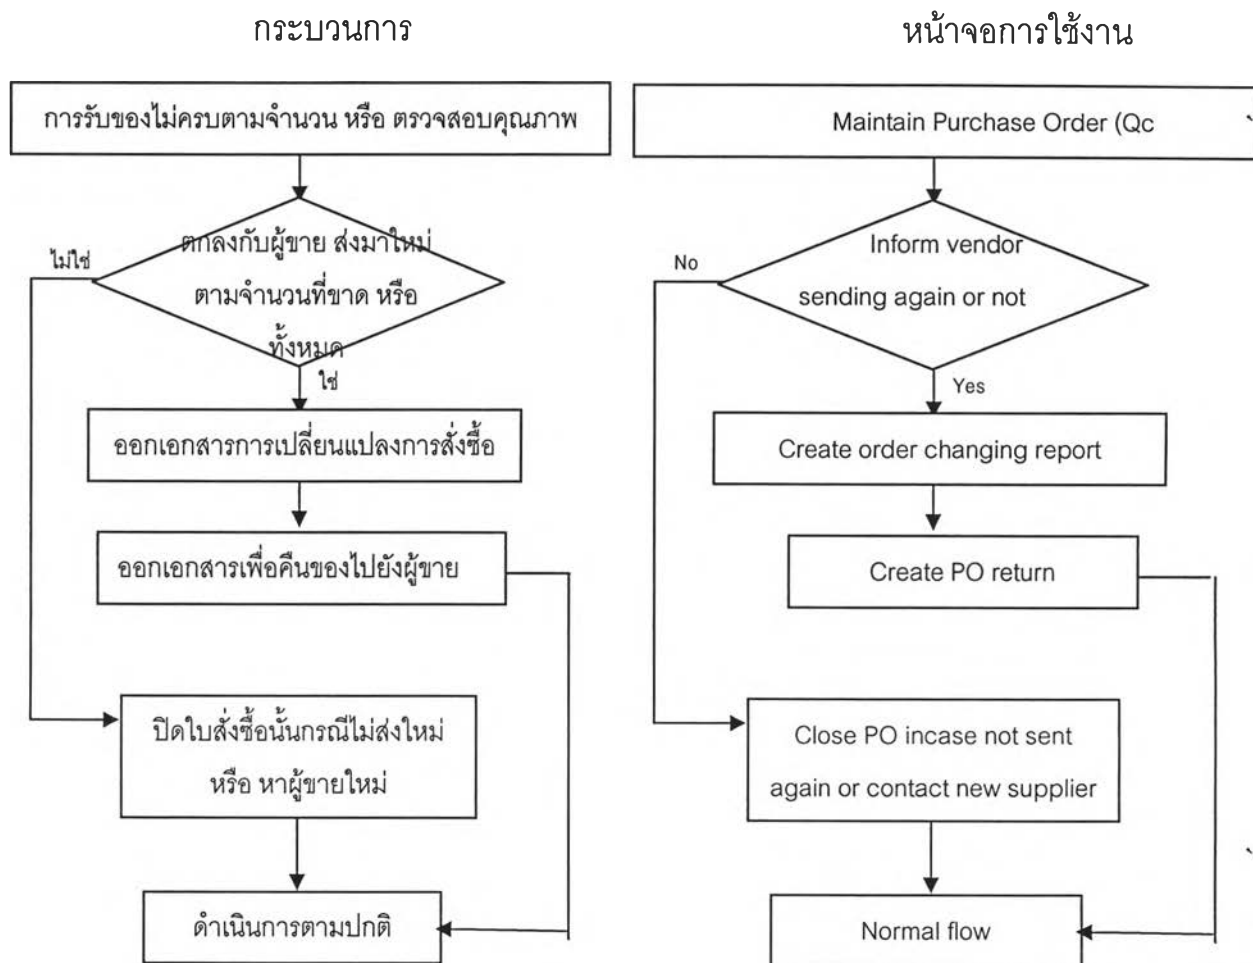 กระบวนการ
หน้าจอการใช้งาน
การรับของไม่ครบตามจำนวน หรือ ตรวจสอบคุณภาพ
ตกลงกับผู้ขาย ส่งมาใหม่
ตามจำนวนที่ขาด หรือ
ทั้งหมด
ไม่ใช่
ใช่
ออกเอกสารการเปลี่ยนแปลงการสั่งซื้อ
ออกเอกสารเพื่อคืนของไปยังผู้ขาย
ปิดใบสั่งซื้อนั้นกรณีไม่ส่งใหม่
หรือ หาผู้ขายใหม่
ดำเนินการตามปกติ
Maintain Purchase Order (Qc
Inform vendor
sending again or not
No
Yes
Create order changing report
Create PO return
Close PO incase not sent
again or contact new supplier
Normal flow